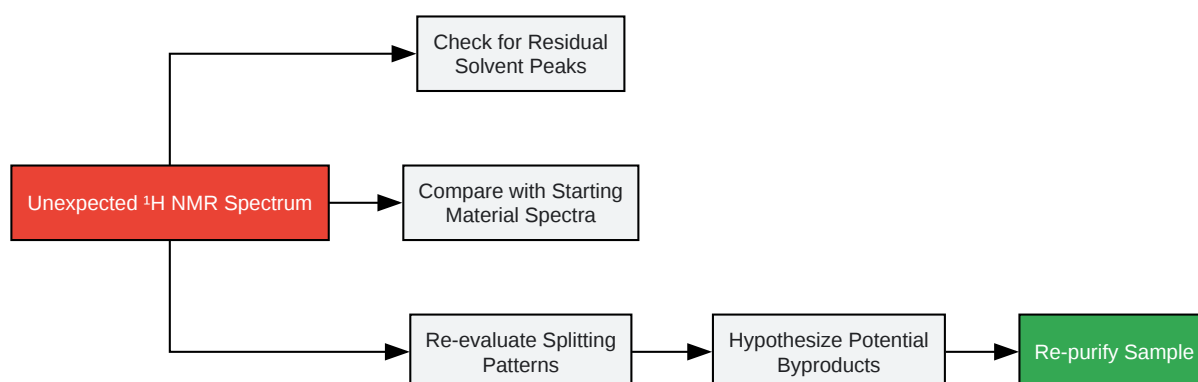 Check for Residual
Solvent Peaks
Unexpected ¹H NMR Spectrum
Compare with Starting
Material Spectra
Re-evaluate Splitting
Patterns
Hypothesize Potential
Byproducts
Re-purify Sample